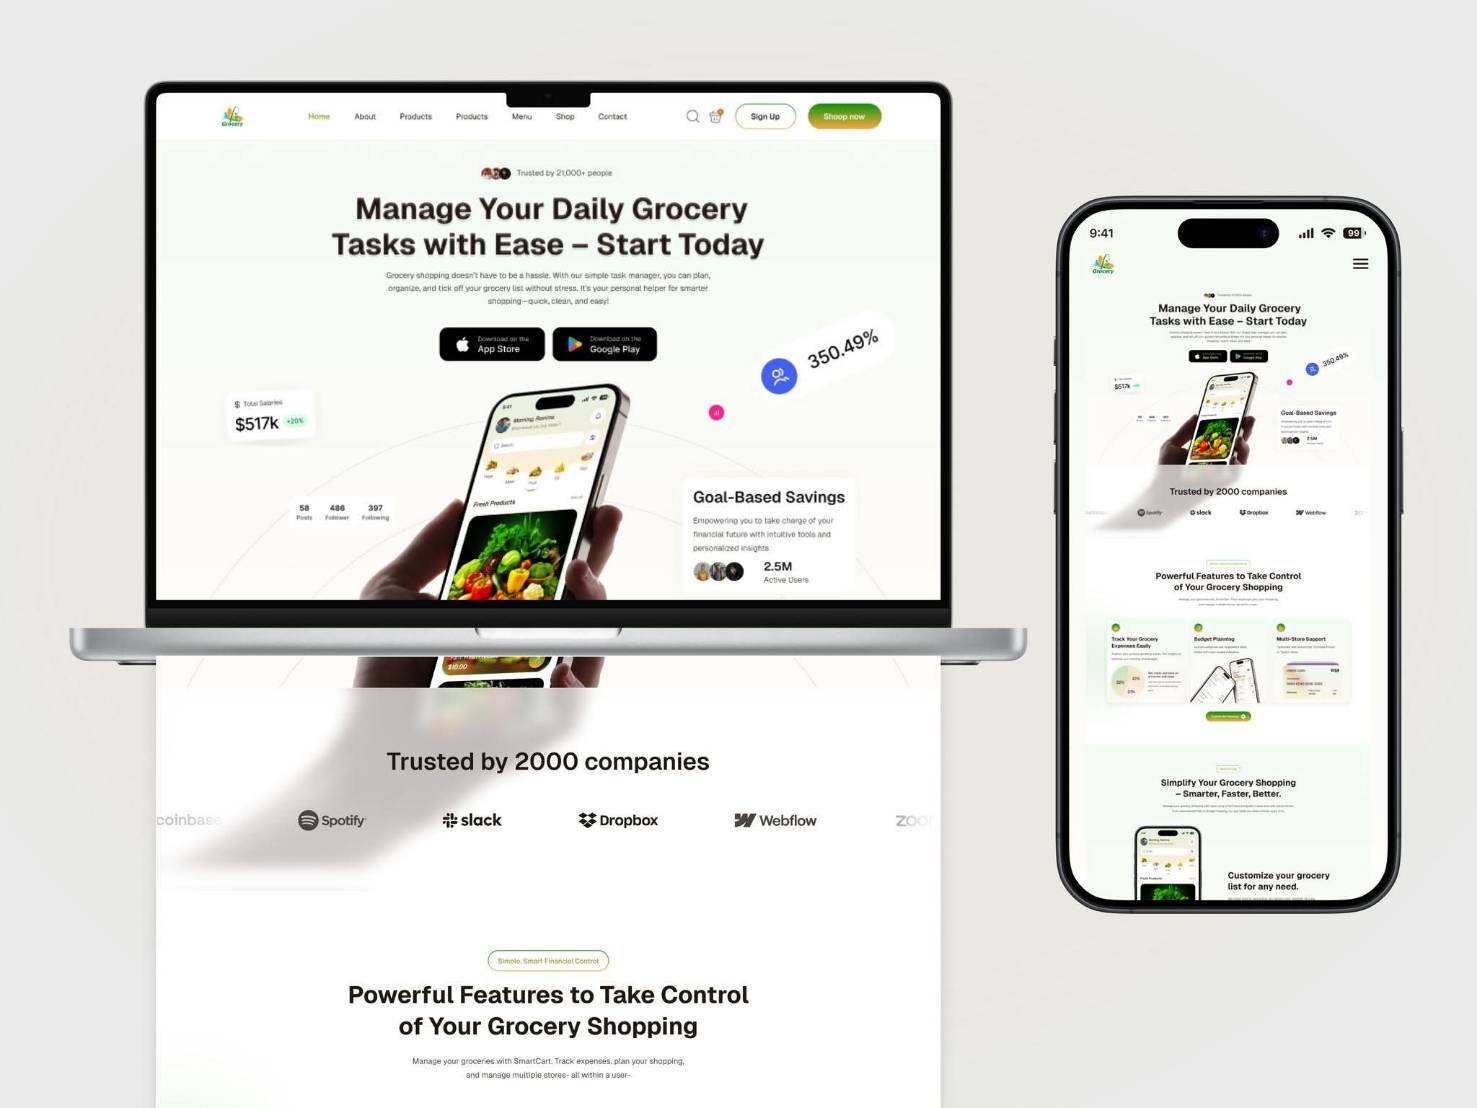 Grocery
Home
About
Products
Products
Menu
Shop
Contact
Sign Up
Shoop now
Trusted by 21,000+ people
Manage Your Daily Grocery
Tasks with Ease – Start Today
Grocery shopping doesn't have to be a hassle. With our simple task manager, you can plan,
organize, and tick off your grocery list without stress. It's your personal helper for smarter
shopping—quick, clean, and easy!
Download on the
App Store
Download on the
Google Play
350.49%
$ Total Salaries
$517k +20%
58
Posts
486
Follower
397
Following
9:41
Morning, Romina
Search..
Fresh Products
Goal-Based Savings
Empowering you to take charge of your
financial future with intuitive tools and
personalized insights
2.5M
Active Users
$10.00
Trusted by 2000 companies
coinbase
Spotify
slack
Dropbox
Webflow
zoom
Simple. Smart Financial Control
Powerful Features to Take Control
of Your Grocery Shopping
Manage your groceries with SmartCart. Track expenses. plan your shopping,
and manage multiple stores- all within a user-
9:41
99
Grocery
Manage Your Daily Grocery
Tasks with Ease – Start Today
App Store
Google Play
350.49%
$517k
Goal-Based Savings
2.5M
Trusted by 2000 companies
Spotify
slack
Dropbox
Webflow
Powerful Features to Take Control
of Your Grocery Shopping
Track Your Grocery
Expenses Easily
Budget Planning
Multi-Store Support
Simplify Your Grocery Shopping
– Smarter, Faster, Better.
Customize your grocery
list for any need.